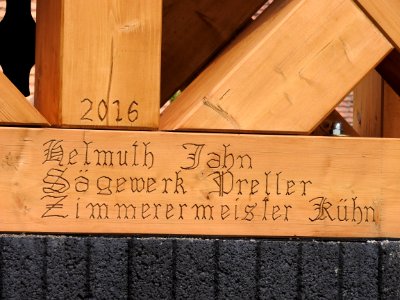 2016
Helmuth Jahn
Sägewerk Preller
Zimmerermeister Kühn